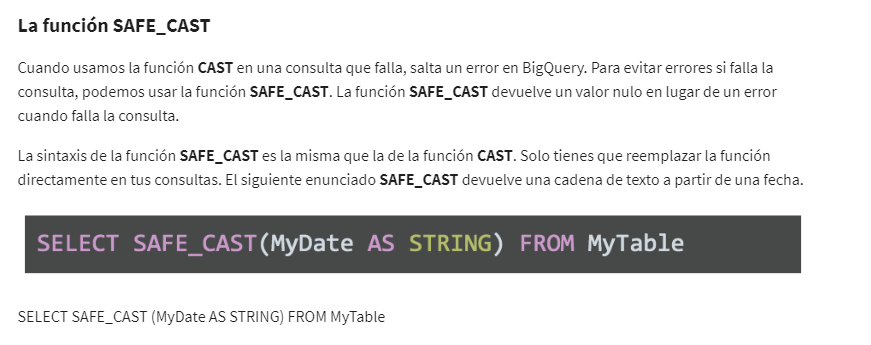 La función SAFE_CAST
Cuando usamos la función CAST en una consulta que falla, salta un error en BigQuery. Para evitar errores si falla la
consulta, podemos usar la función SAFE_CAST. La función SAFE_CAST devuelve un valor nulo en lugar de un error
cuando falla la consulta.
La sintaxis de la función SAFE_CAST es la misma que la de la función CAST. Solo tienes que reemplazar la función
directamente en tus consultas. El siguiente enunciado SAFE_CAST devuelve una cadena de texto a partir de una fecha.
SELECT SAFE_CAST(MyDate AS STRING) FROM MyTable
SELECT SAFE_CAST (MyDate AS STRING) FROM MyTable